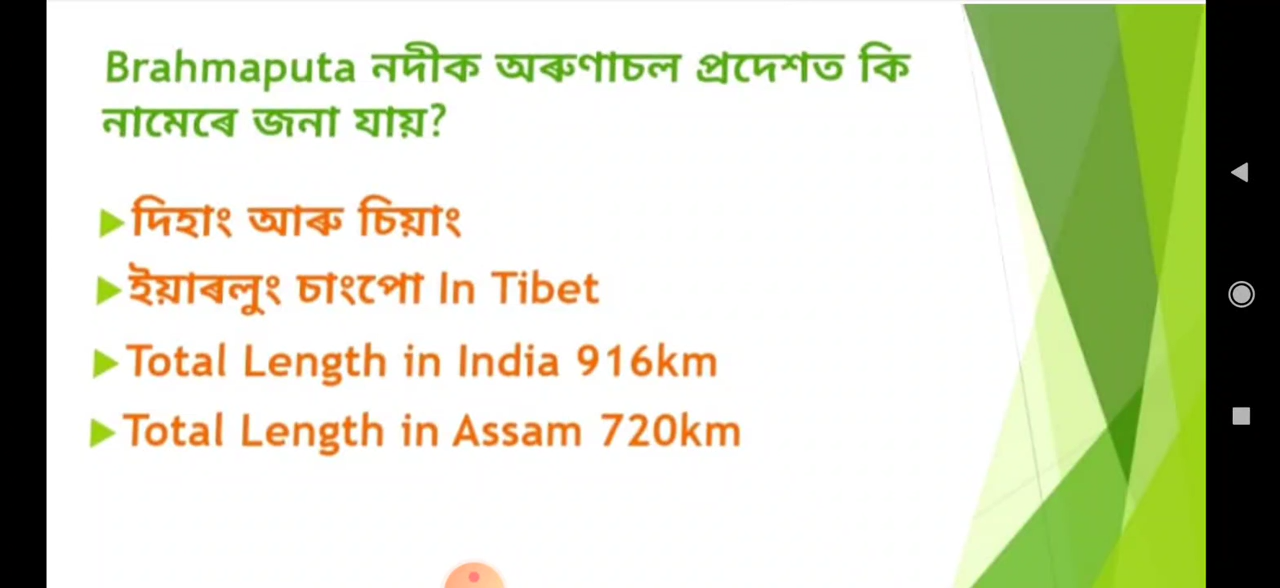 Brahmaputa নদীক অৰুণাচল প্ৰদেশত কি
নামেৰে জনা যায়?
দিহাং আৰু চিয়াং
ইয়াৰলুং চাংপো In Tibet
Total Length in India 916km
Total Length in Assam 720km